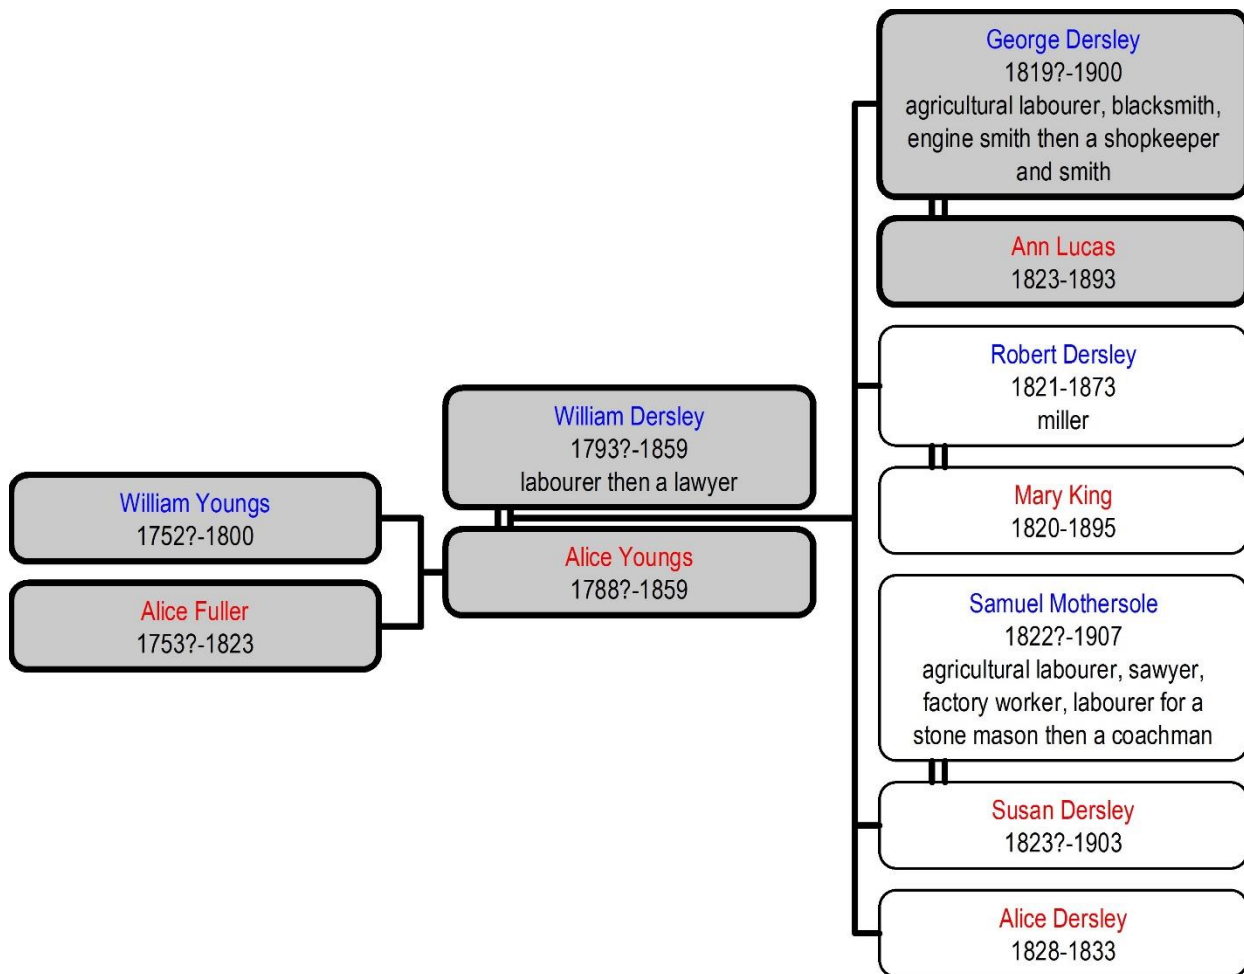 William Youngs
1752?-1800
Alice Fuller
1753?-1823
William Dersley
1793?-1859
labourer then a lawyer
Alice Youngs
1788?-1859
George Dersley
1819?-1900
agricultural labourer, blacksmith,
engine smith then a shopkeeper
and smith
Ann Lucas
1823-1893
Robert Dersley
1821-1873
miller
Mary King
1820-1895
Samuel Mothersole
1822?-1907
agricultural labourer, sawyer,
factory worker, labourer for a
stone mason then a coachman
Susan Dersley
1823?-1903
Alice Dersley
1828-1833